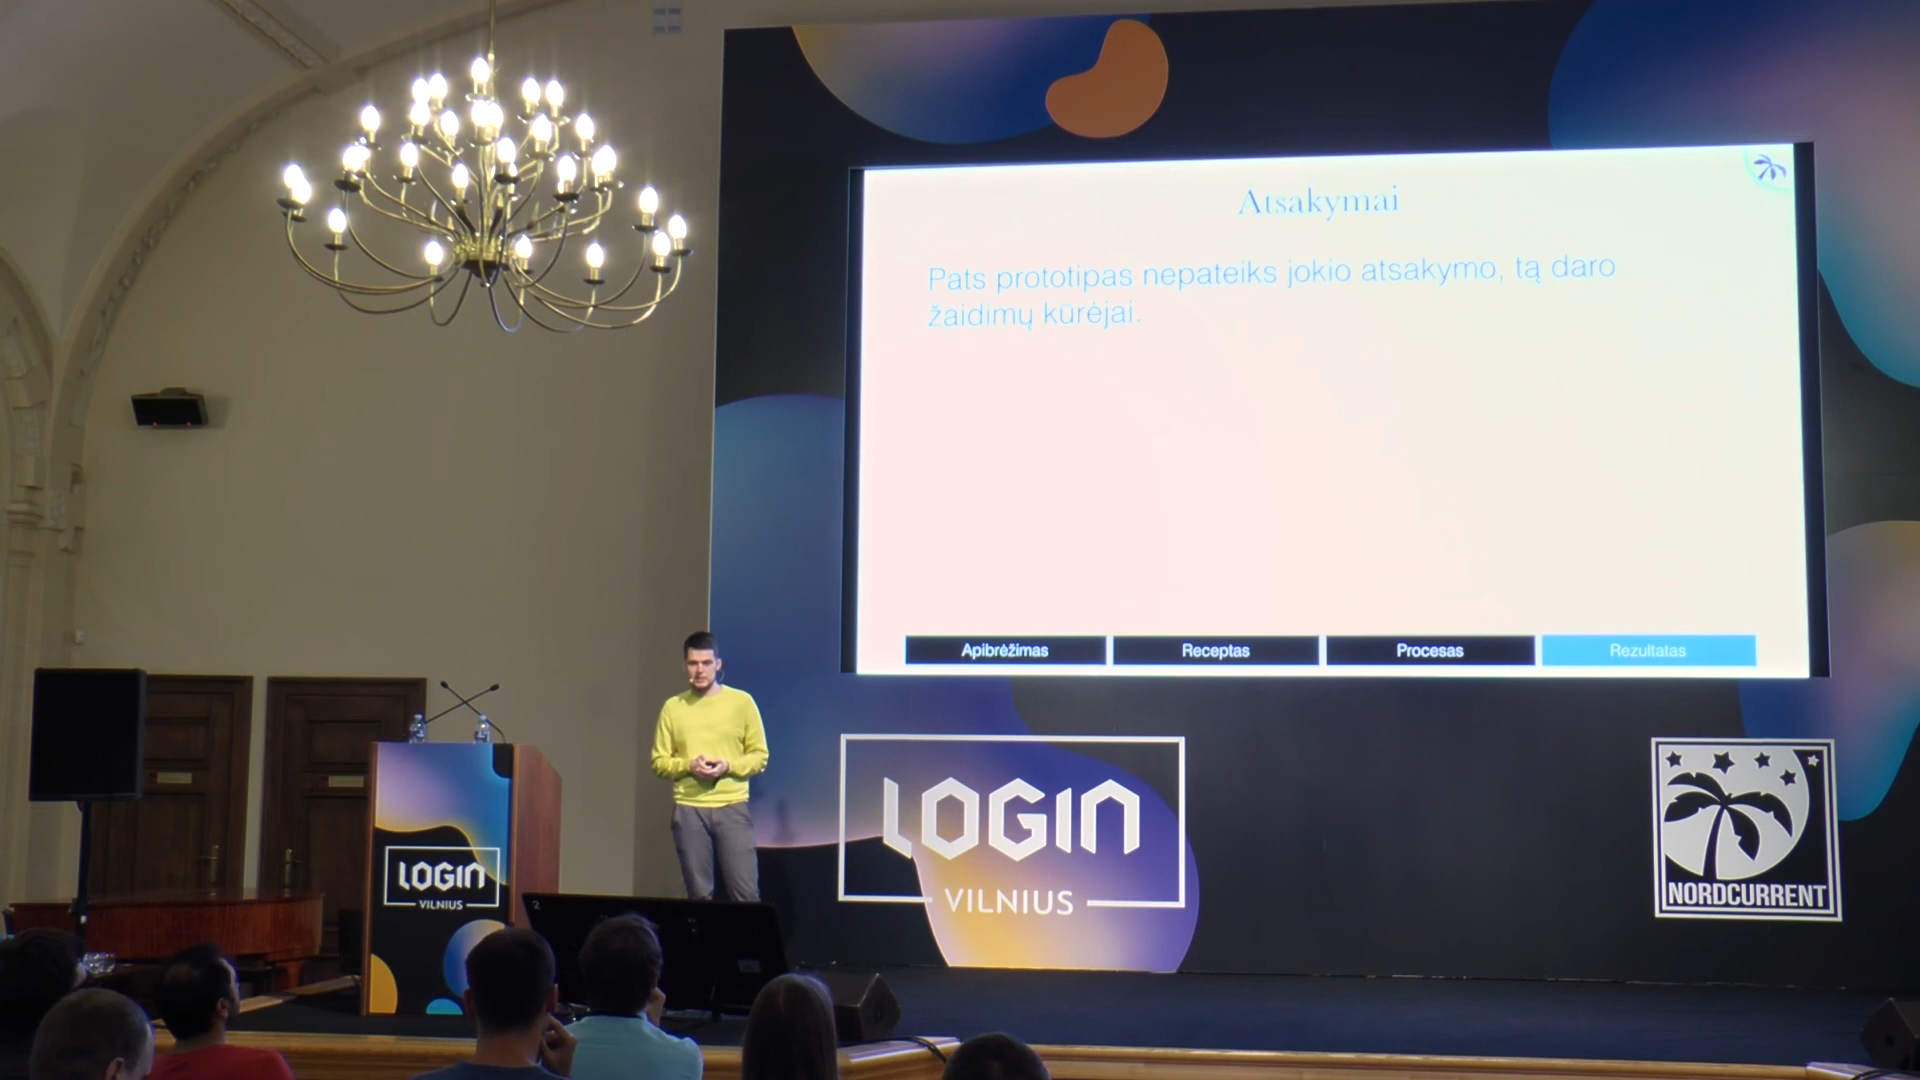 Atsakymai
Pats prototipas nepateiks jokio atsakymo, tą daro
žaidimų kūrėjai.
Apibrėžimas
Receptas
Procesas
Rezultatas
LOGIN
VILNIUS
NORDCURRENT
LOGIN
VILNIUS
2